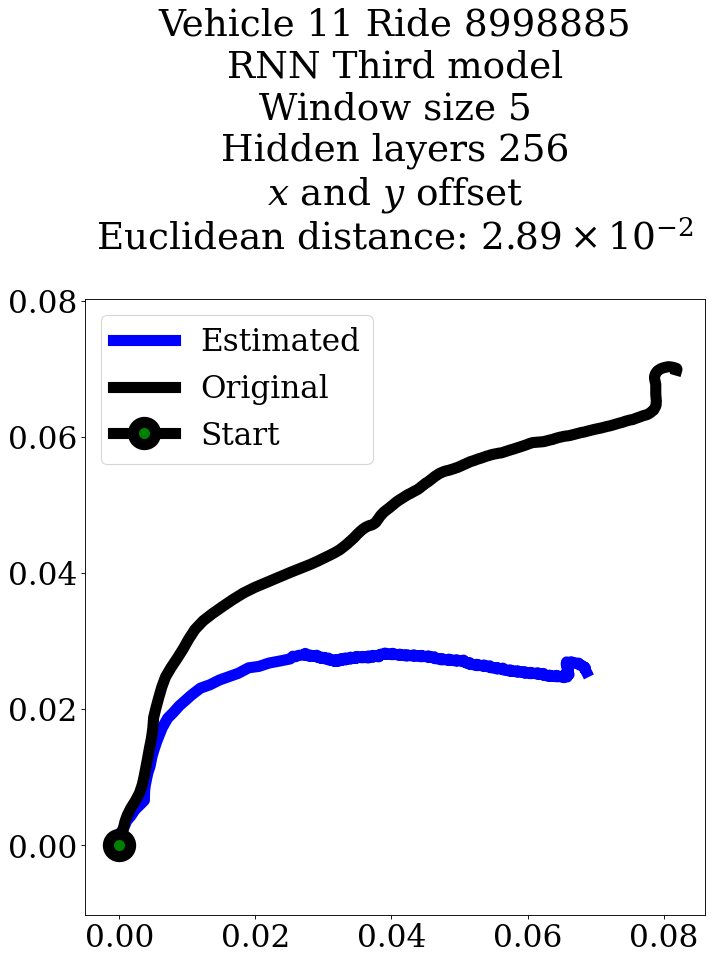 Vehicle 11 Ride 8998885
RNN Third model
Window size 5
Hidden layers 256
x and y offset
Euclidean distance: 2.89 × 10⁻²
0.08
0.06
0.04
0.02
0.00
Estimated
Original
Start
0.00 0.02 0.04 0.06 0.08